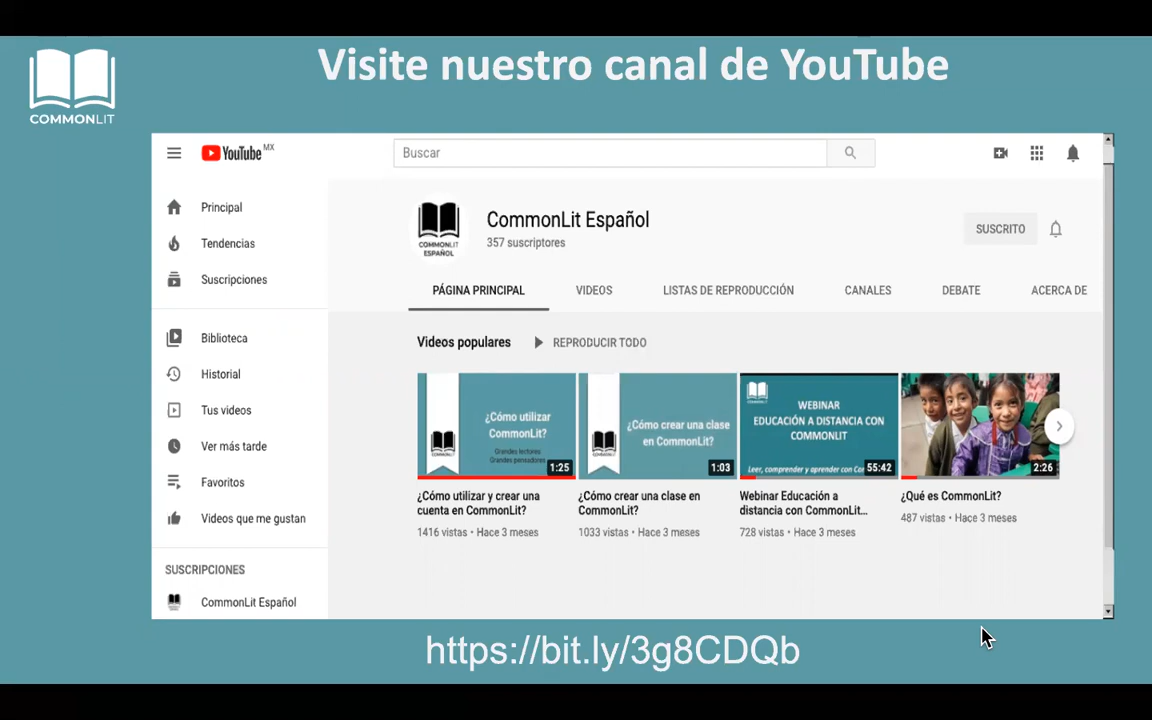 Visite nuestro canal de YouTube
COMMONLIT
YouTube MX
Buscar
Principal
Tendencias
Suscripciones
Biblioteca
Historial
Tus videos
Ver más tarde
Favoritos
Videos que me gustan
SUSCRIPCIONES
CommonLit Español
COMMONLIT
ESPAÑOL
CommonLit Español
357 suscriptores
SUSCRITO
PÁGINA PRINCIPAL VIDEOS LISTAS DE REPRODUCCIÓN CANALES DEBATE ACERCA DE
Videos populares REPRODUCIR TODO
¿Cómo utilizar
CommonLit?
Grandes lectores
Grandes pensadores
1:25
¿Cómo utilizar y crear una
cuenta en CommonLit?
1416 vistas • Hace 3 meses
¿Cómo crear una clase
en CommonLit?
1:03
¿Cómo crear una clase en
CommonLit?
1033 vistas • Hace 3 meses
WEBINAR
EDUCACIÓN A DISTANCIA CON
COMMONLIT
Leer, comprender y aprender con
55:42
Webinar Educación a
distancia con CommonLit...
728 vistas • Hace 3 meses
2:26
¿Qué es CommonLit?
487 vistas • Hace 3 meses
https://bit.ly/3g8CDQb